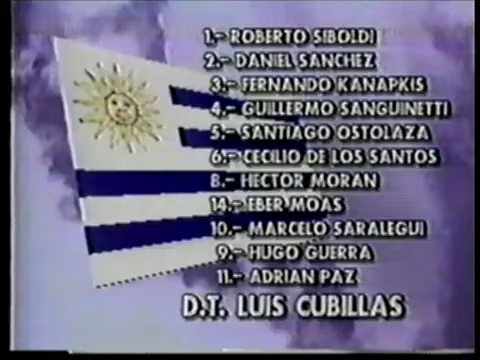 1.- ROBERTO SIBOLDI
2.- DANIEL SANCHEZ
3.- FERNANDO KANAPKIS
4.- GUILLERMO SANGUINETTI
5.- SANTIAGO OSTOLAZA
6.- CECILIO DE LOS SANTOS
8.- HECTOR MORAN
14.- EBER MOAS
10.- MARCELO SARALEGUI
9.- HUGO GUERRA
11.- ADRIAN PAZ
D.T. LUIS CUBILLAS